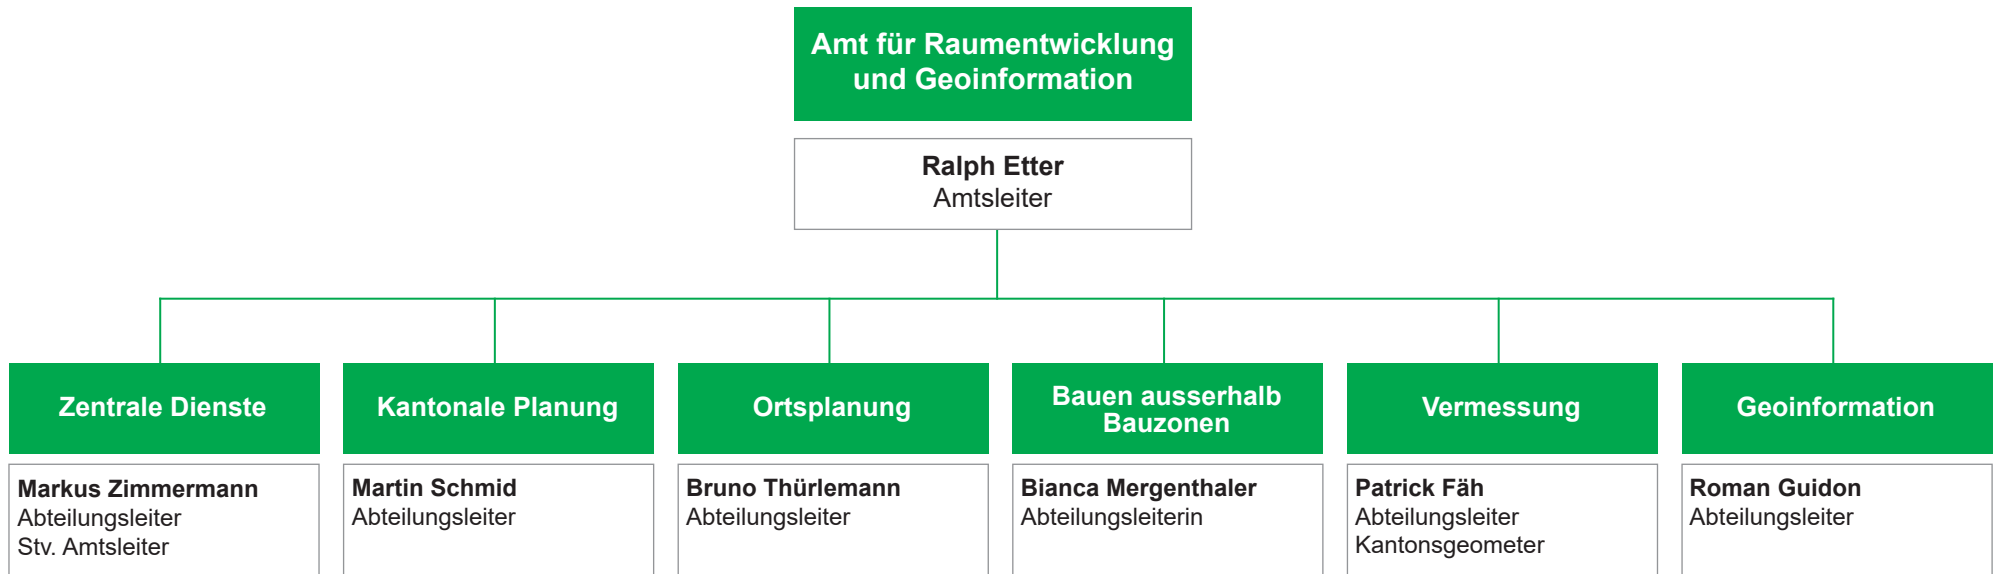 Amt für Raumentwicklung
und Geoinformation
Ralph Etter
Amtsleiter
Zentrale Dienste
Markus Zimmermann
Abteilungsleiter
Stv. Amtsleiter
Kantonale Planung
Martin Schmid
Abteilungsleiter
Ortsplanung
Bruno Thürlemann
Abteilungsleiter
Bauen ausserhalb
Bauzonen
Bianca Mergenthaler
Abteilungsleiterin
Vermessung
Patrick Fäh
Abteilungsleiter
Kantonsgeometer
Geoinformation
Roman Guidon
Abteilungsleiter